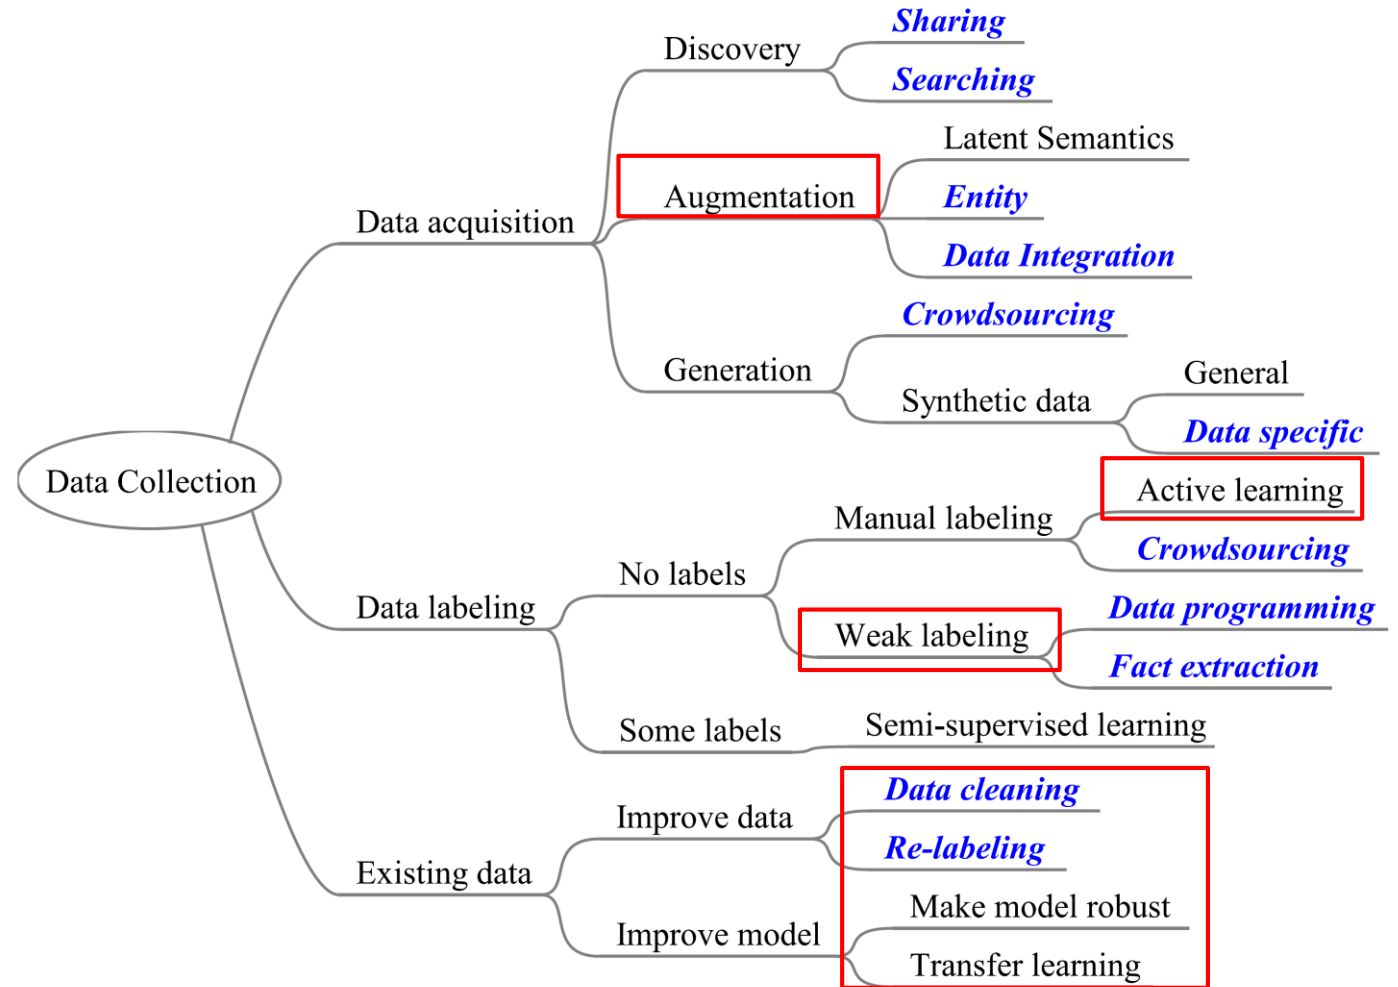 Data Collection
Data acquisition
Discovery
Sharing
Searching
Augmentation
Latent Semantics
Entity
Data Integration
Generation
Crowdsourcing
Synthetic data
General
Data specific
Data labeling
No labels
Manual labeling
Active learning
Crowdsourcing
Weak labeling
Data programming
Fact extraction
Some labels
Semi-supervised learning
Existing data
Improve data
Data cleaning
Re-labeling
Improve model
Make model robust
Transfer learning